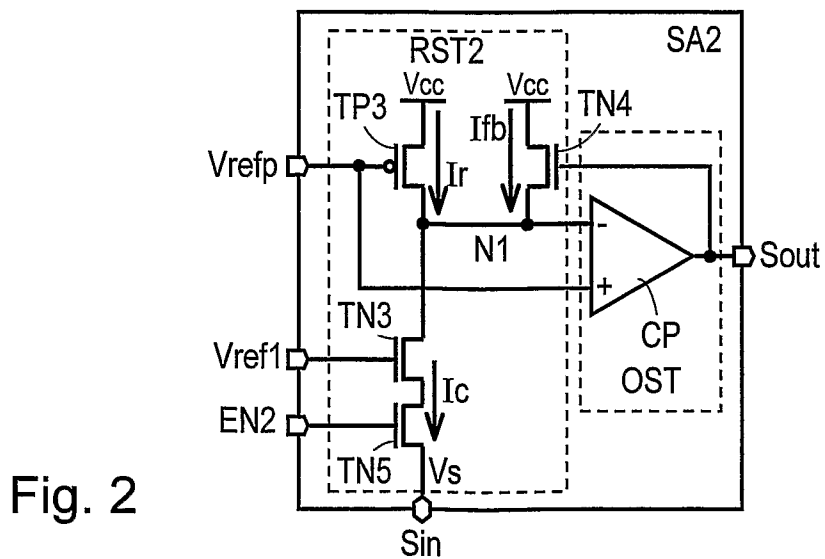 SA2
RST2
Vcc
Vcc
TP3
TN4
Ifb
Vrefp
Ir
N1
-
Sout
+
TN3
CP
Vref1
OST
Ic
EN2
TN5
Vs
Fig. 2
Sin